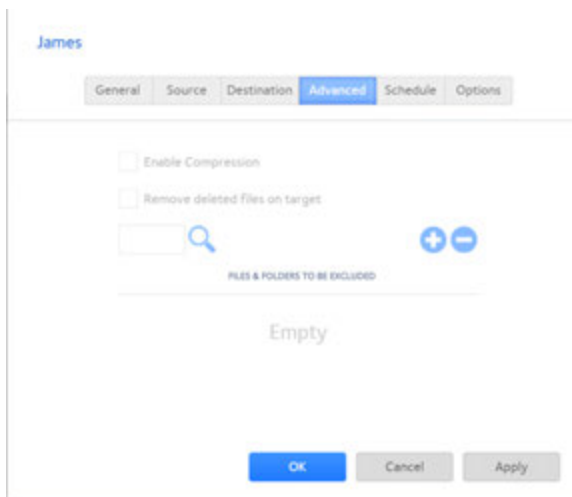 James
General Source Destination Advanced Schedule Options
Enable Compression
Remove deleted files on target
FILES & FOLDERS TO BE EXCLUDED
Empty
OK Cancel Apply